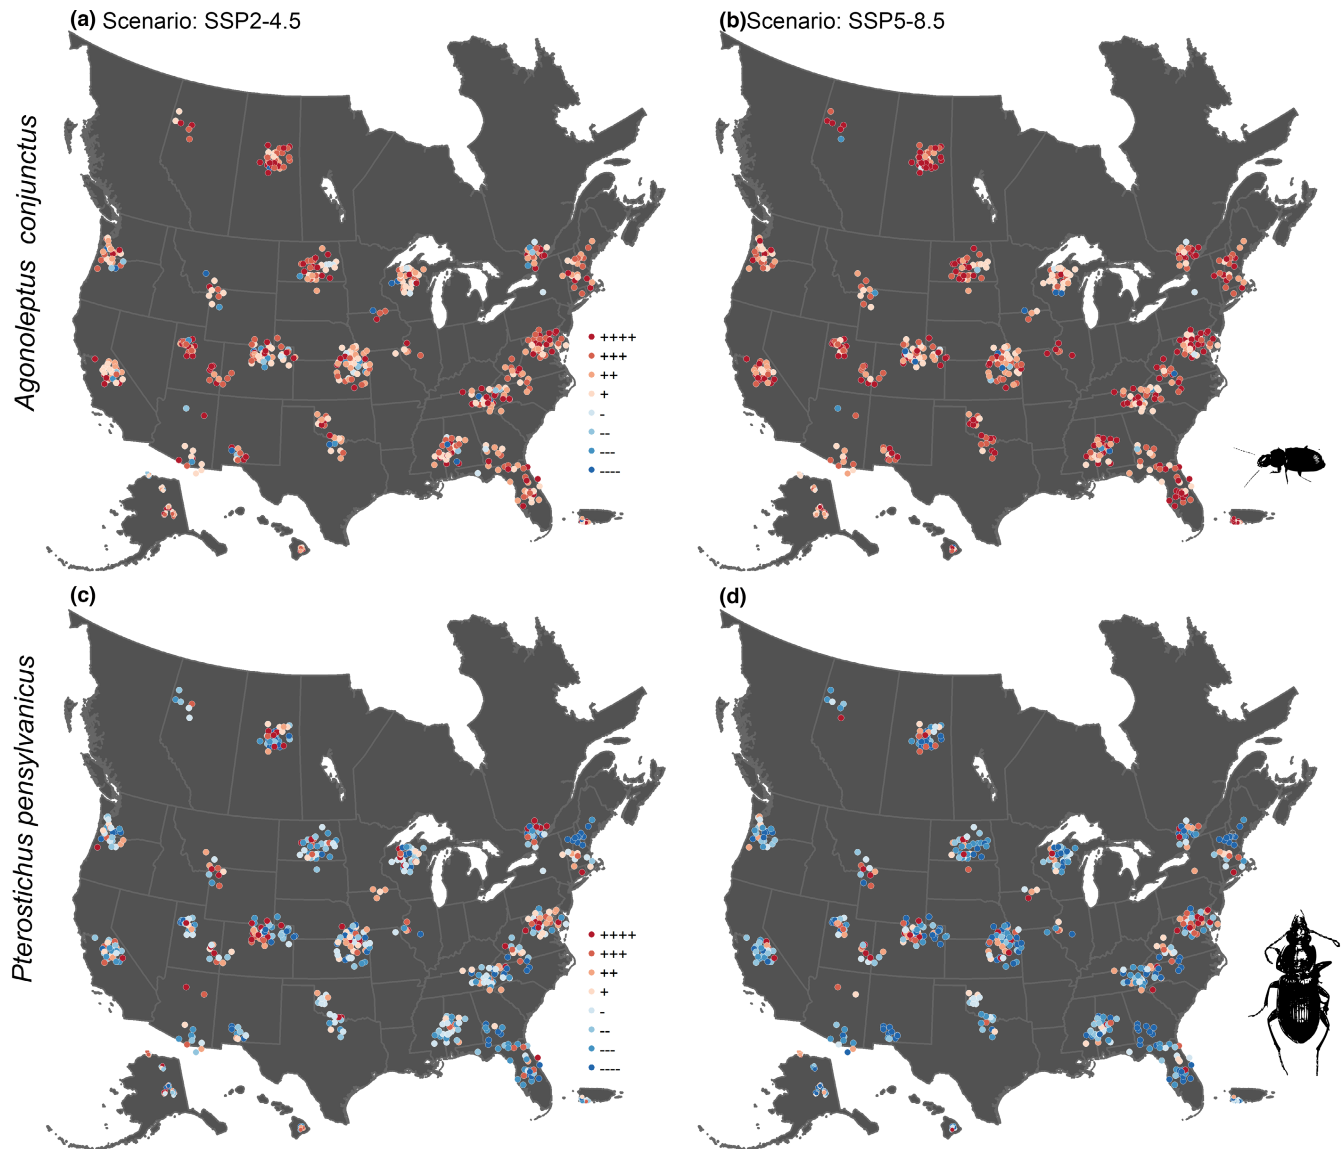 (a) Scenario: SSP2-4.5
(b)Scenario: SSP5-8.5
Agonoleptus conjunctus
++++
+++
++
+
-
--
---
----
(c)
(d)
Pterostichus pensylvanicus
++++
+++
++
+
-
--
---
----